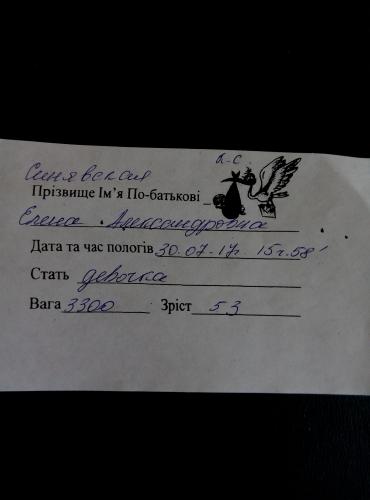 К-С.
Синявская
Прізвище Ім'я По-батькові
Елена Александровна
Дата та час пологів 30.07.17г 15ч.58'
Стать девочка
Вага 3300 Зріст 53